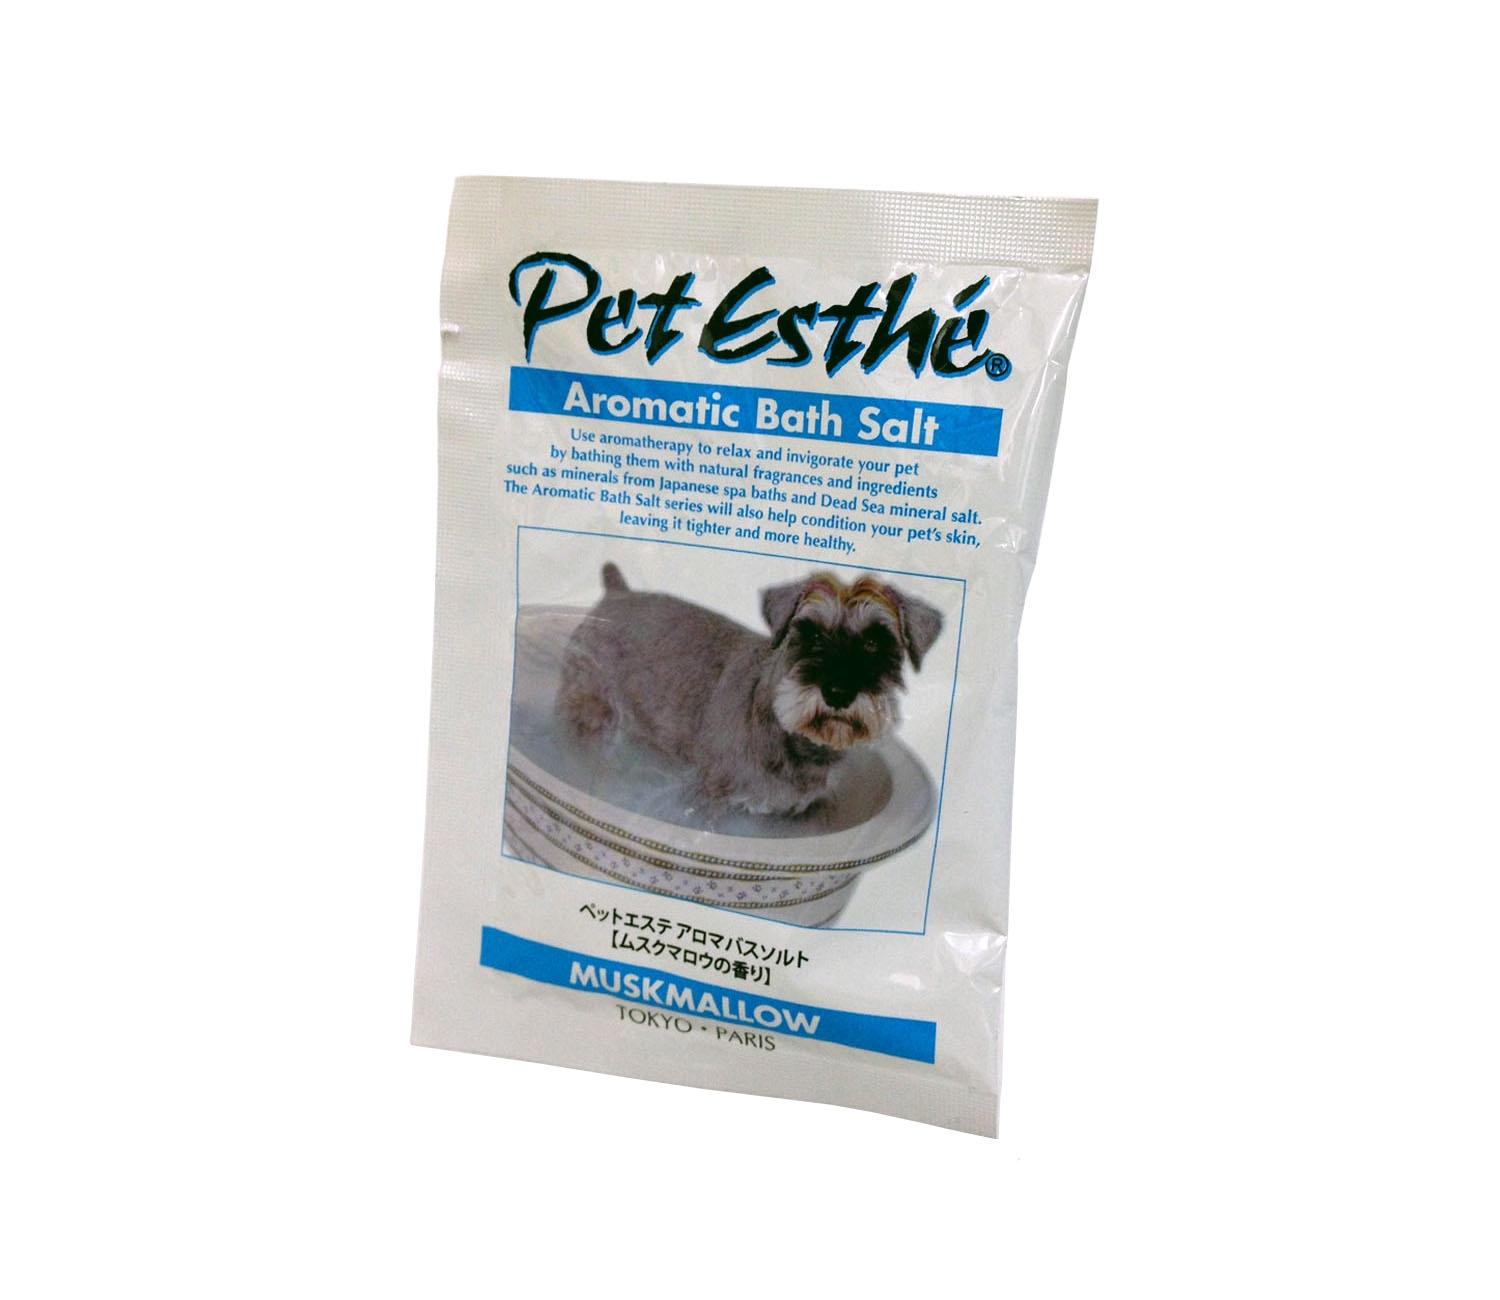 Pet Esthé®
Aromatic Bath Salt
Use aromatherapy to relax and invigorate your pet
by bathing them with natural fragrances and ingredients
such as minerals from Japanese spa baths and Dead Sea mineral salt.
The Aromatic Bath Salt series will also help condition your pet's skin,
leaving it tighter and more healthy.
ペットエステ アロマバスソルト
【ムスクマロウの香り】
MUSKMALLOW
TOKYO・PARIS